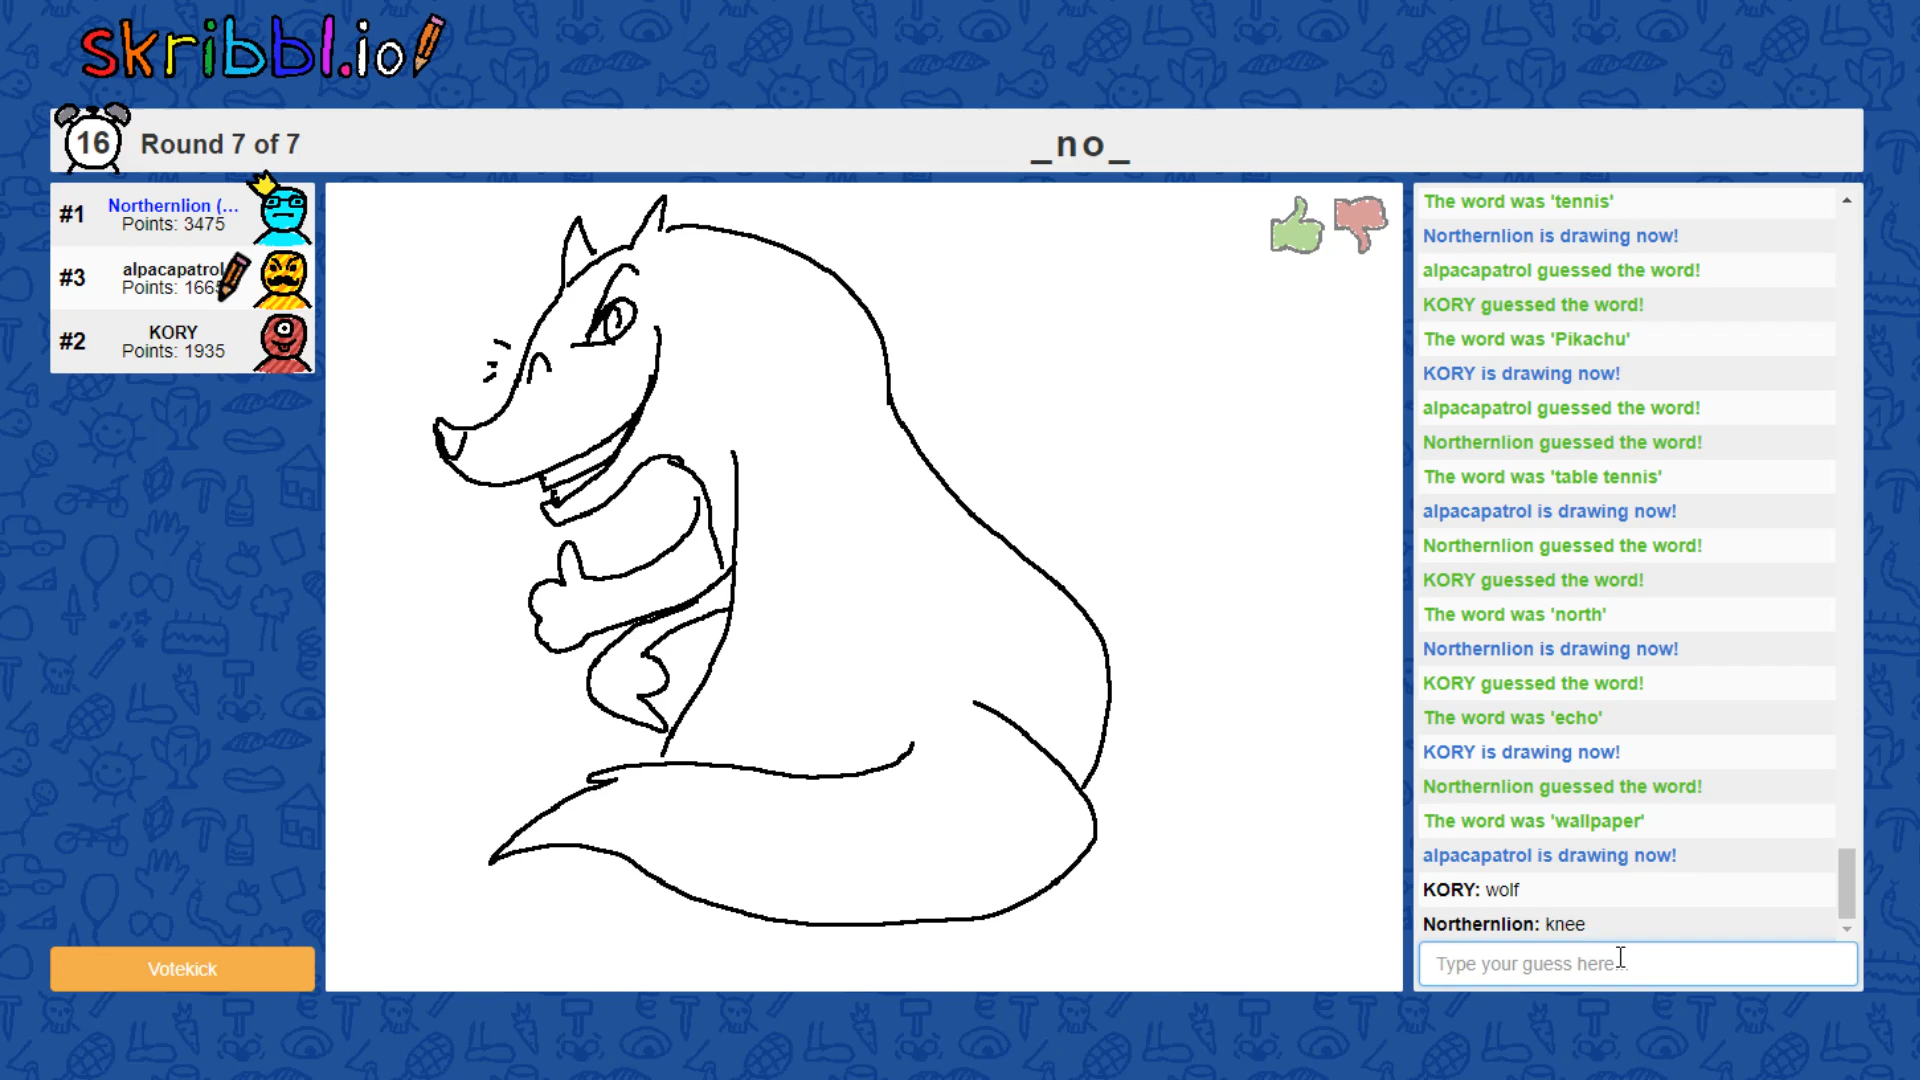 skribbl.io
16
Round 7 of 7
_no_
#1
Northernlion (...
Points: 3475
#3
alpacapatrol
Points: 1665
#2
KORY
Points: 1935
Votekick
The word was 'tennis'
Northernlion is drawing now!
alpacapatrol guessed the word!
KORY guessed the word!
The word was 'Pikachu'
KORY is drawing now!
alpacapatrol guessed the word!
Northernlion guessed the word!
The word was 'table tennis'
alpacapatrol is drawing now!
Northernlion guessed the word!
KORY guessed the word!
The word was 'north'
Northernlion is drawing now!
KORY guessed the word!
The word was 'echo'
KORY is drawing now!
Northernlion guessed the word!
The word was 'wallpaper'
alpacapatrol is drawing now!
KORY: wolf
Northernlion: knee
Type your guess here...